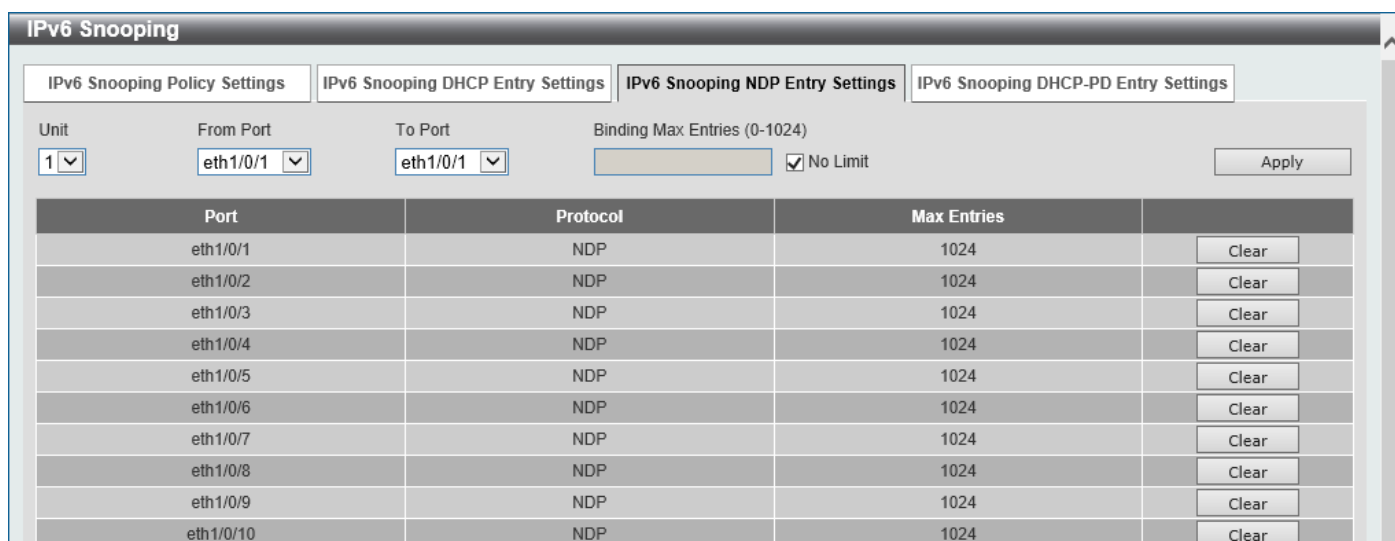 IPv6 Snooping
IPv6 Snooping Policy Settings IPv6 Snooping DHCP Entry Settings IPv6 Snooping NDP Entry Settings IPv6 Snooping DHCP-PD Entry Settings
Unit From Port To Port Binding Max Entries (0-1024)
1 eth1/0/1 eth1/0/1 No Limit Apply
Port Protocol Max Entries
eth1/0/1 NDP 1024 Clear
eth1/0/2 NDP 1024 Clear
eth1/0/3 NDP 1024 Clear
eth1/0/4 NDP 1024 Clear
eth1/0/5 NDP 1024 Clear
eth1/0/6 NDP 1024 Clear
eth1/0/7 NDP 1024 Clear
eth1/0/8 NDP 1024 Clear
eth1/0/9 NDP 1024 Clear
eth1/0/10 NDP 1024 Clear